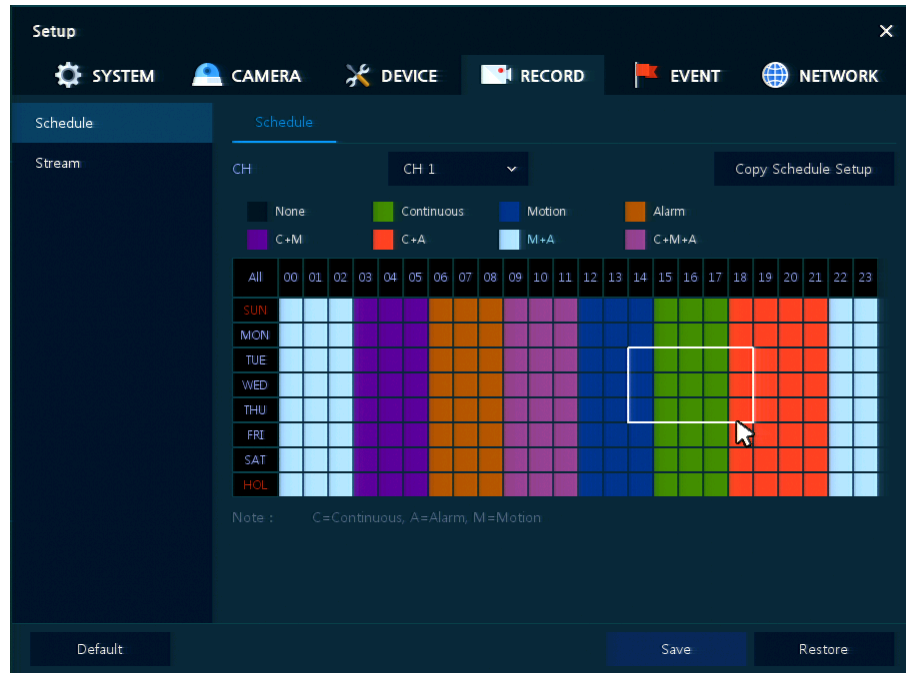 Setup
SYSTEM CAMERA DEVICE RECORD EVENT NETWORK
Schedule
Stream
Schedule
CH CH 1 Copy Schedule Setup
None Continuous Motion Alarm
C+M C+A M+A C+M+A
All 00 01 02 03 04 05 06 07 08 09 10 11 12 13 14 15 16 17 18 19 20 21 22 23
SUN
MON
TUE
WED
THU
FRI
SAT
HOL
Note : C=Continuous, A=Alarm, M=Motion
Default Save Restore